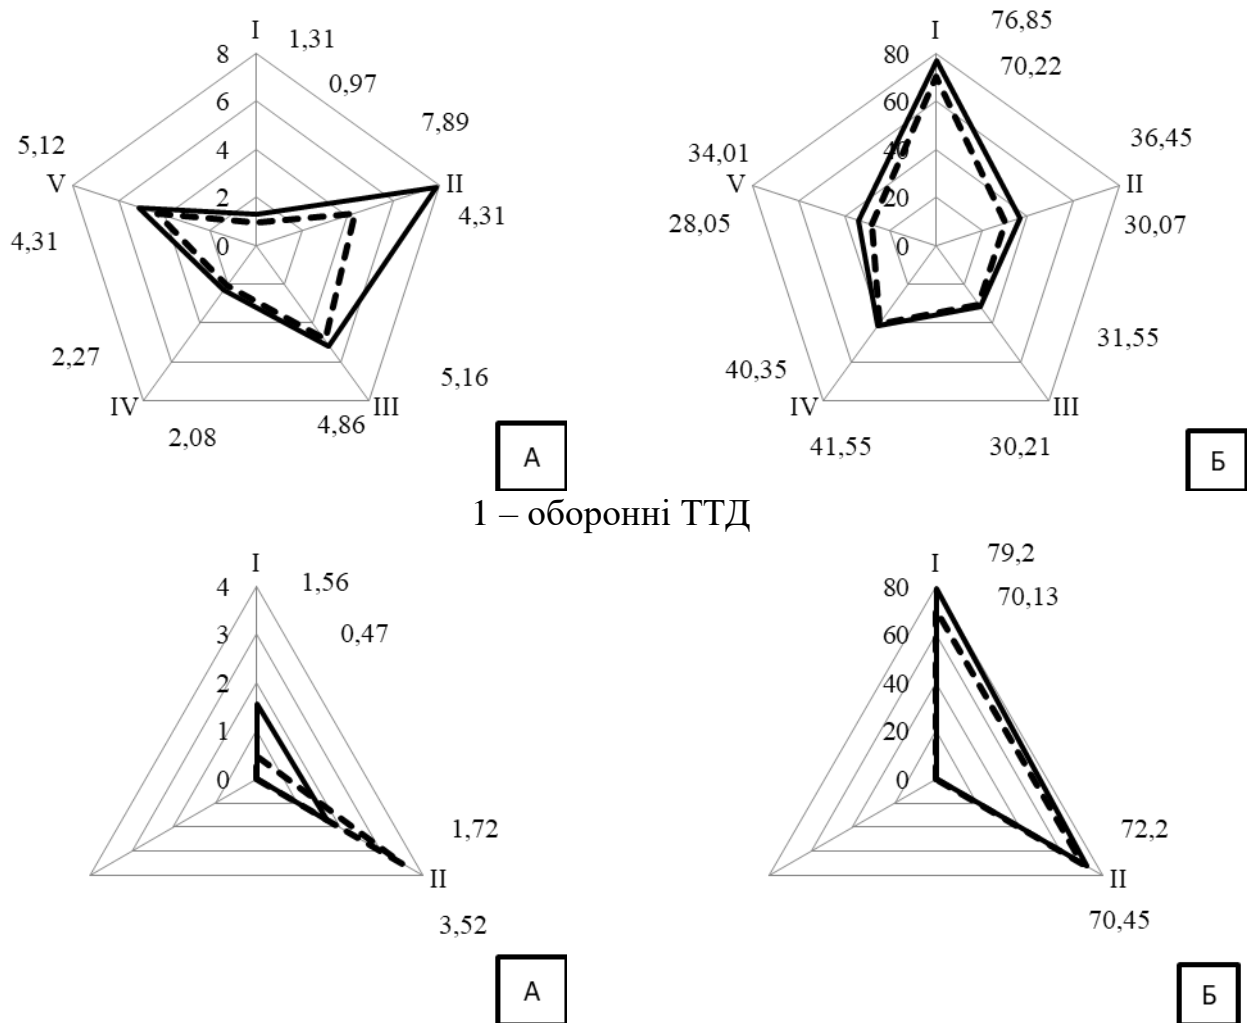 I
1,31
8
0,97
6
7,89
4
5,12
V
2
II
4,31
4,31
0
2,27
5,16
IV
III
2,08
4,86
А
I
76,85
80
70,22
60
36,45
40
34,01
V
20
II
28,05
30,07
0
31,55
40,35
IV
III
41,55
30,21
Б
1 – оборонні ТТД
I
1,56
4
0,47
3
2
1
0
1,72
II
3,52
А
I
79,2
80
70,13
60
40
20
0
72,2
II
70,45
Б